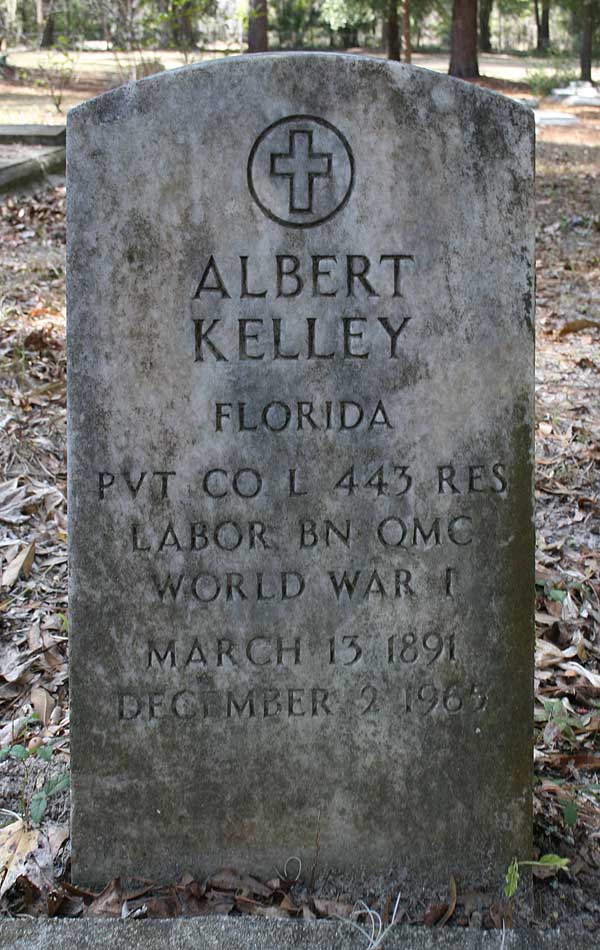 ALBERT
KELLEY
FLORIDA
PVT CO L 443 RES
LABOR BN QMC
WORLD WAR I
MARCH 13 1891
DECEMBER 2 1965